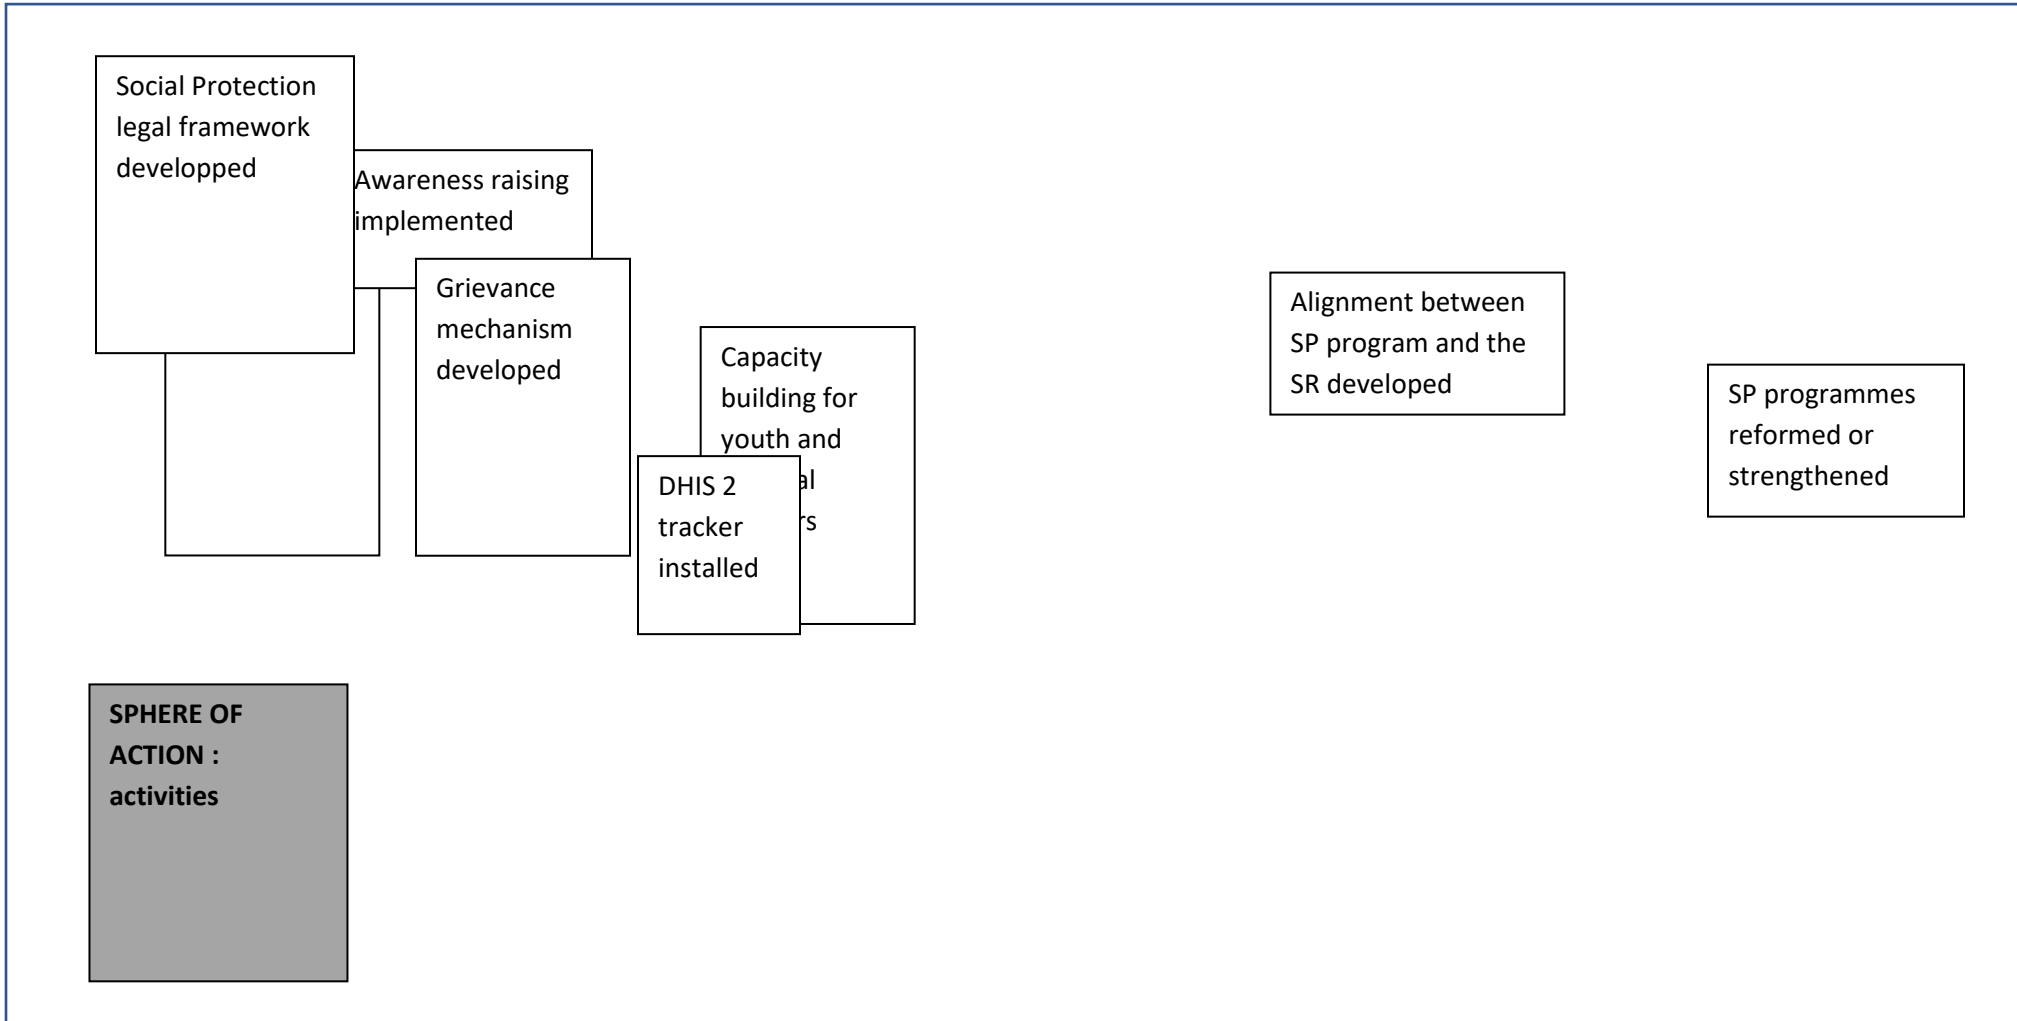 Social Protection
legal framework
developped
Awareness raising
implemented
Grievance
mechanism
developed
Capacity
building for
youth and
DHIS 2
tracker
installed
Alignment between
SP program and the
SR developed
SP programmes
reformed or
strengthened
SPHERE OF
ACTION :
activities